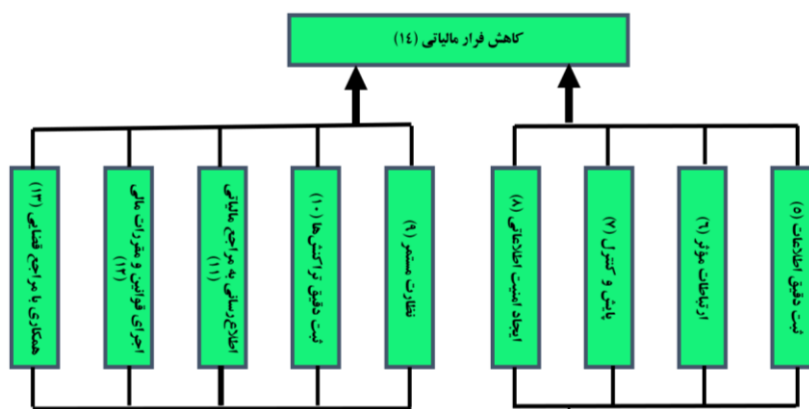 کاهش فرار مالیاتی (۱۴)
ثبت دقیق اطلاعات (۵)
ارتباطات مؤثر (۶)
پایش و کنترل (۷)
ایجاد امنیت اطلاعاتی (۸)
نظارت مستمر (۹)
ثبت دقیق تراکنش‌ها (۱۰)
اطلاع‌رسانی به مراجع مالیاتی
(۱۱)
اجرای قوانین و مقررات مالی
(۱۲)
همکاری با مراجع قضایی (۱۳)